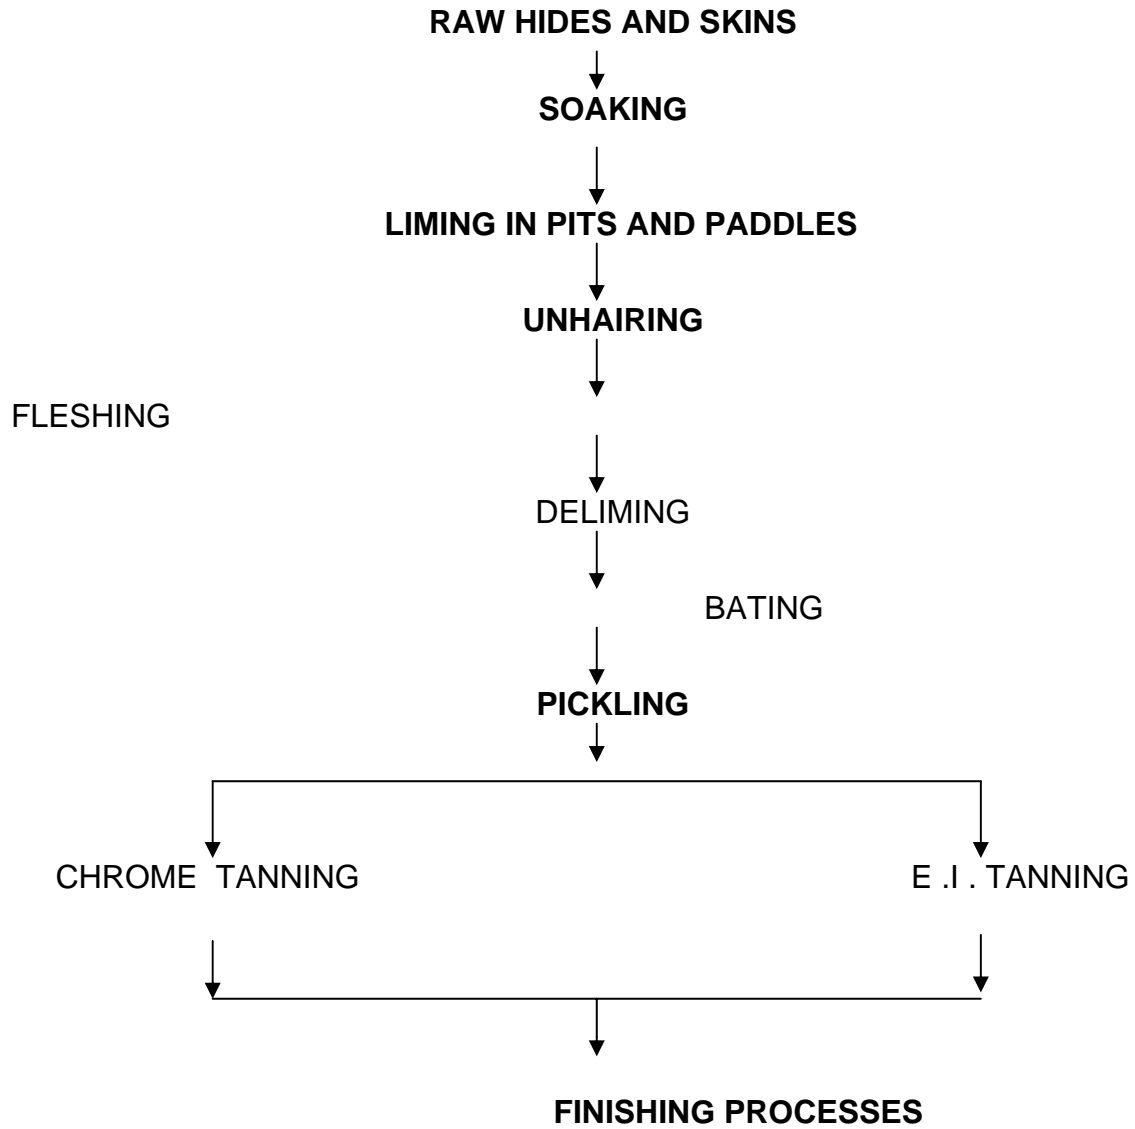 RAW HIDES AND SKINS
SOAKING
LIMING IN PITS AND PADDLES
UNHAIRING
FLESHING
DELIMING
BATING
PICKLING
CHROME  TANNING
E .I . TANNING
FINISHING PROCESSES